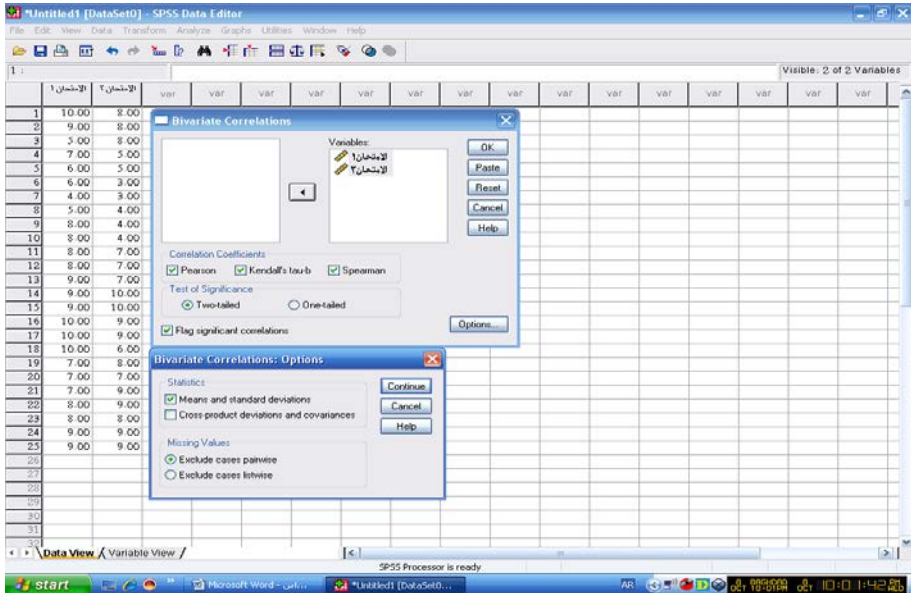 *Untitled1 [DataSet0] - SPSS Data Editor
File Edit View Data Transform Analyze Graphs Utilities Window Help
1 :
Visible: 2 of 2 Variables
الامتحان١ الامتحان٢ var var var var var var var var var var var var var var var
1 10.00 8.00
2 9.00 8.00
3 5.00 8.00
4 7.00 5.00
5 6.00 5.00
6 6.00 3.00
7 4.00 3.00
8 5.00 4.00
9 8.00 4.00
10 8.00 4.00
11 8.00 7.00
12 8.00 7.00
13 9.00 7.00
14 9.00 10.00
15 9.00 10.00
16 10.00 9.00
17 10.00 9.00
18 10.00 6.00
19 7.00 8.00
20 7.00 7.00
21 7.00 9.00
22 8.00 9.00
23 8.00 8.00
24 9.00 9.00
25 9.00 9.00
26
27
28
29
30
31
32
Bivariate Correlations
Variables:
الامتحان١
الامتحان٢
OK
Paste
Reset
Cancel
Help
Correlation Coefficients
Pearson Kendall's tau-b Spearman
Test of Significance
Two-tailed One-tailed
Flag significant correlations
Options...
Bivariate Correlations: Options
Statistics
Means and standard deviations
Cross-product deviations and covariances
Continue
Cancel
Help
Missing Values
Exclude cases pairwise
Exclude cases listwise
Data View Variable View
SPSS Processor is ready
start
Microsoft Word - ...
*Untitled1 [DataSet0...
AR